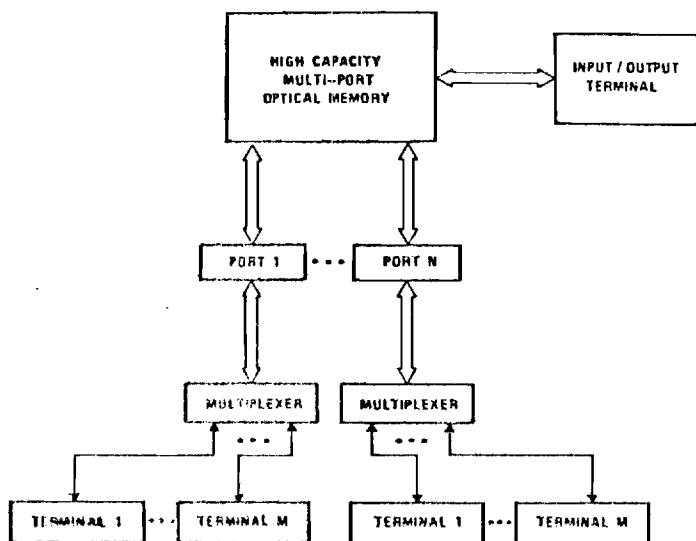 HIGH CAPACITY
MULTI-PORT
OPTICAL MEMORY
INPUT / OUTPUT
TERMINAL
PORT 1
• • •
PORT N
MULTIPLEXER
MULTIPLEXER
• • •
• • •
TERMINAL 1
• • •
TERMINAL M
TERMINAL 1
• • •
TERMINAL M